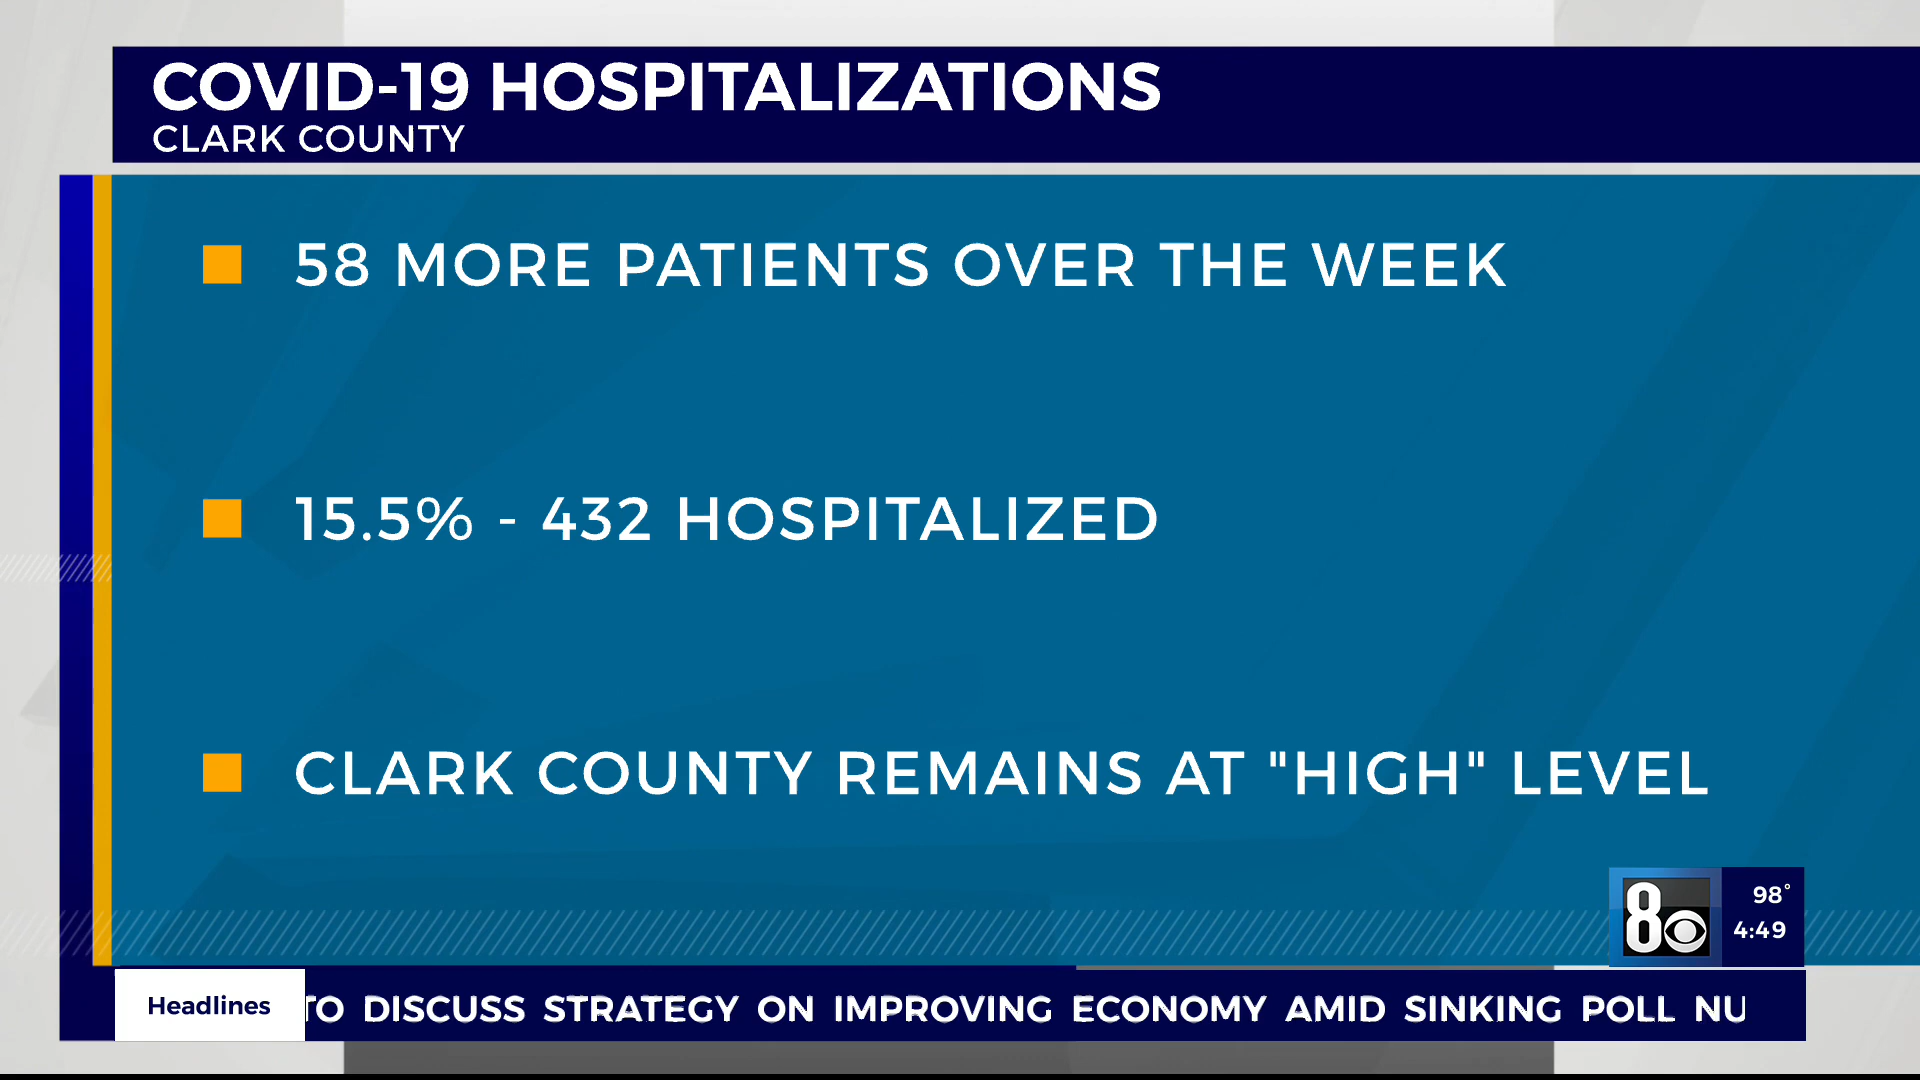 COVID-19 HOSPITALIZATIONS
CLARK COUNTY
58 MORE PATIENTS OVER THE WEEK
15.5% - 432 HOSPITALIZED
CLARK COUNTY REMAINS AT "HIGH" LEVEL
8
98°
4:49
Headlines
TO DISCUSS STRATEGY ON IMPROVING ECONOMY AMID SINKING POLL NU